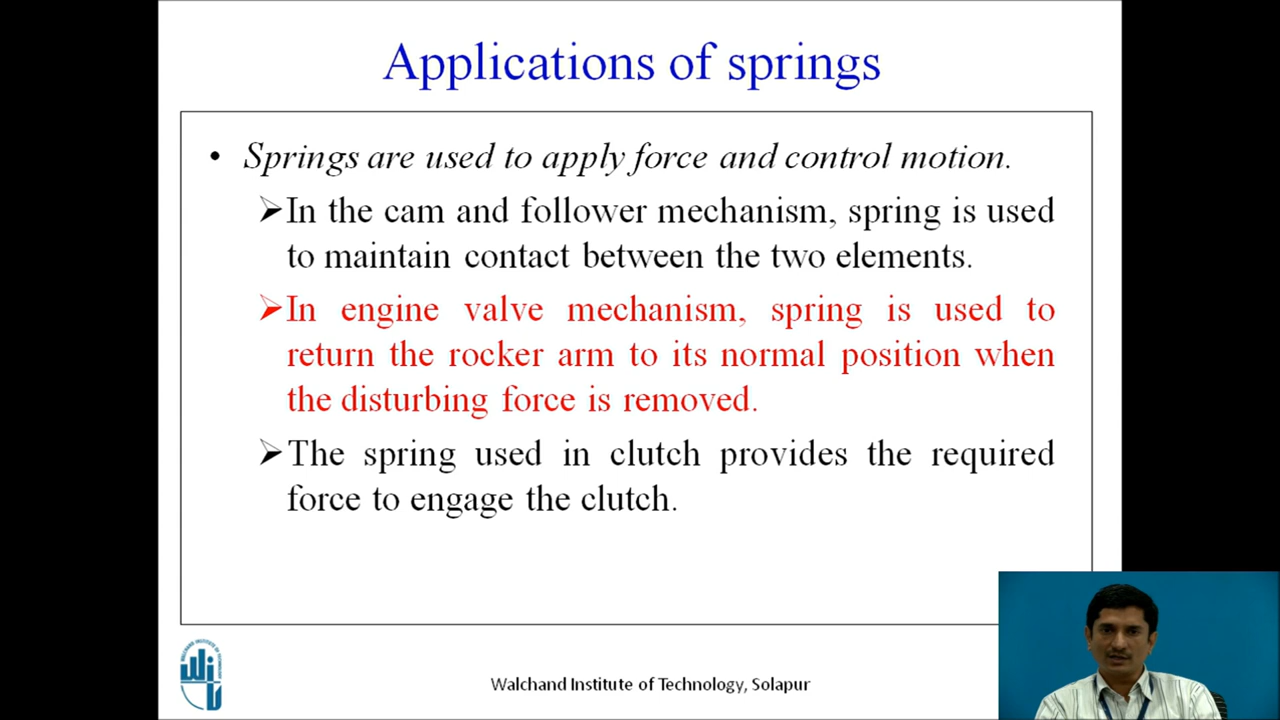 Applications of springs
• Springs are used to apply force and control motion.
➢In the cam and follower mechanism, spring is used
to maintain contact between the two elements.
➢In engine valve mechanism, spring is used to
return the rocker arm to its normal position when
the disturbing force is removed.
➢The spring used in clutch provides the required
force to engage the clutch.
Walchand Institute of Technology, Solapur